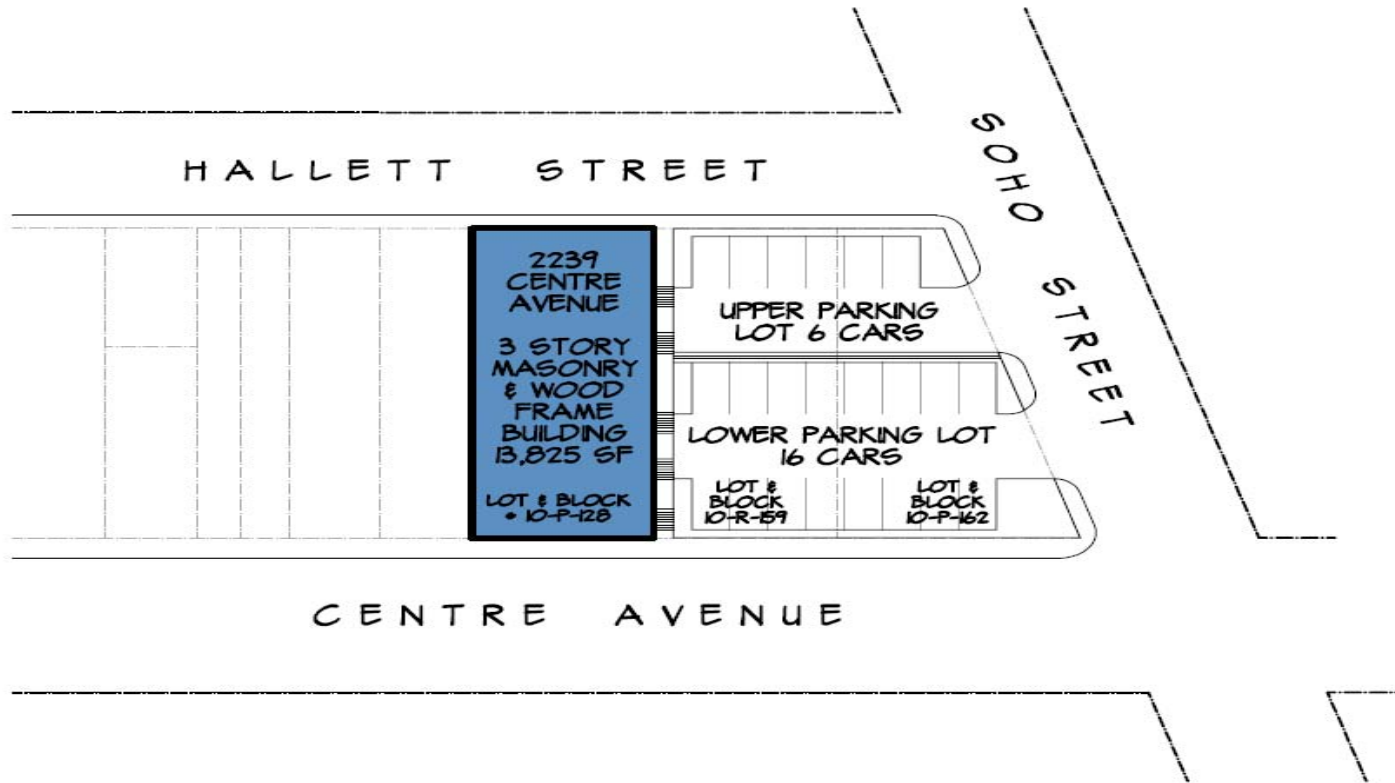 HALLETT STREET
SOHO STREET
2239
CENTRE
AVENUE
3 STORY
MASONRY
& WOOD
FRAME
BUILDING
13,825 SF
LOT & BLOCK
# 10-P-128
UPPER PARKING
LOT 6 CARS
LOWER PARKING LOT
16 CARS
LOT &
BLOCK
10-R-159
LOT &
BLOCK
10-P-162
CENTRE AVENUE